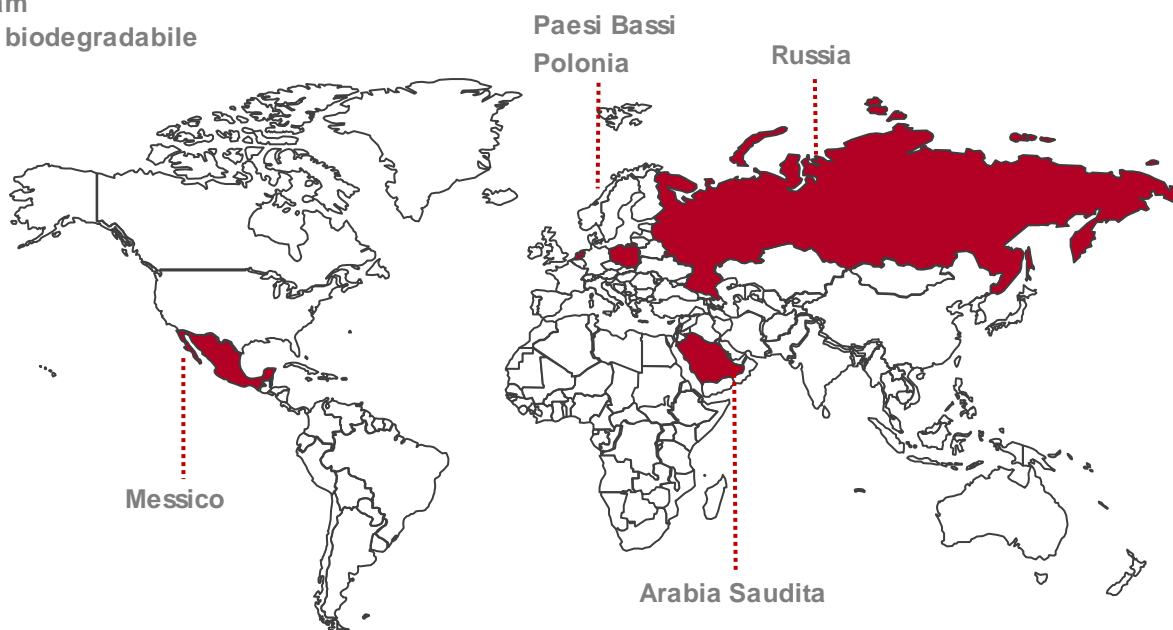 biodegradabile
Paesi Bassi
Polonia
Russia
Messico
Arabia Saudita